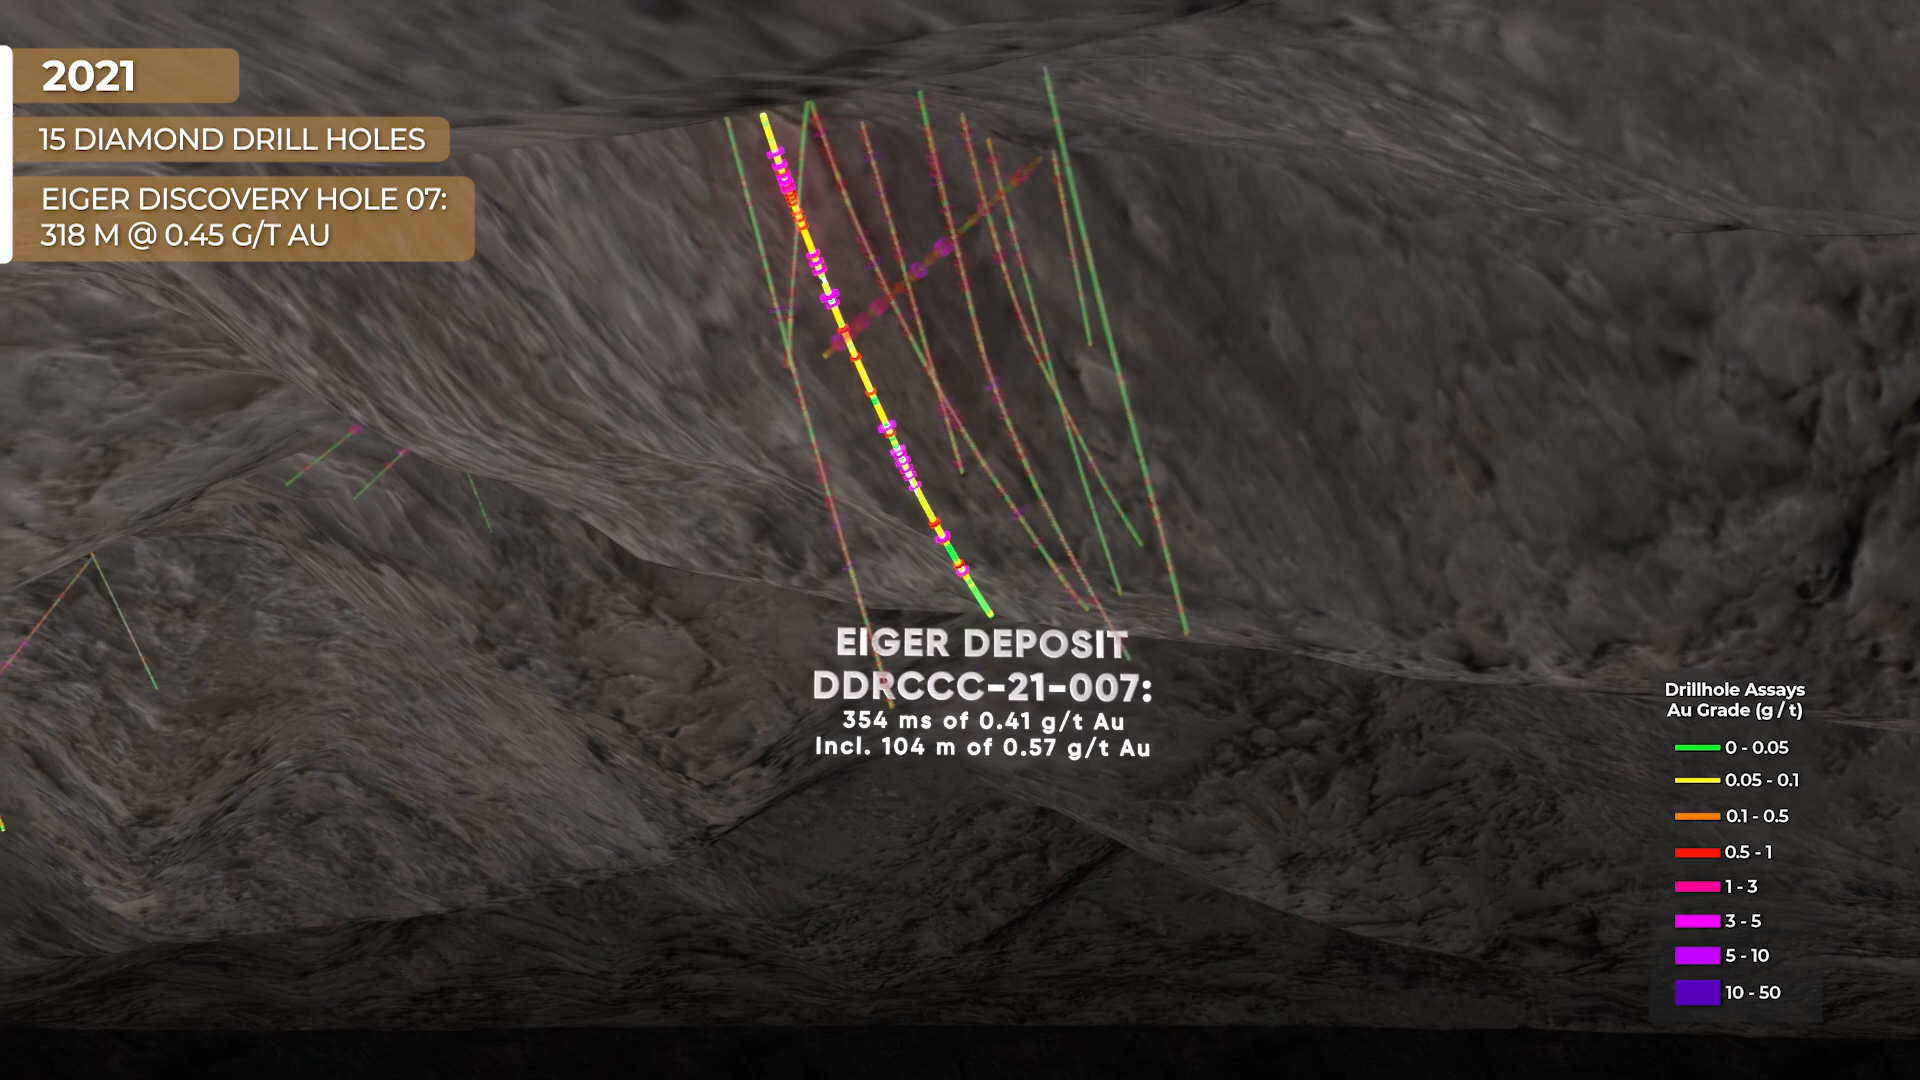 2021
15 DIAMOND DRILL HOLES
EIGER DISCOVERY HOLE 07:
318 M @ 0.45 G/T AU
EIGER DEPOSIT
DDRCCC-21-007:
354 ms of 0.41 g/t Au
Incl. 104 m of 0.57 g/t Au
Drillhole Assays
Au Grade (g / t)
0 - 0.05
0.05 - 0.1
0.1 - 0.5
0.5 - 1
1 - 3
3 - 5
5 - 10
10 - 50